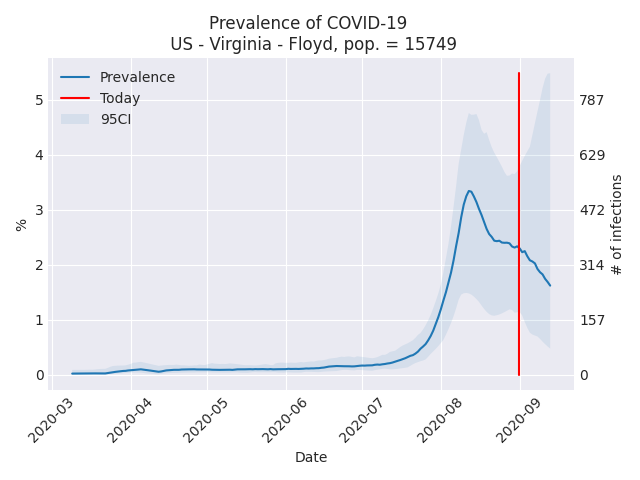 Prevalence of COVID-19
US - Virginia - Floyd, pop. = 15749
Prevalence
Today
95CI
5
4
3
2
1
0
%
787
629
472
314
157
0
# of infections
2020-03
2020-04
2020-05
2020-06
2020-07
2020-08
2020-09
Date